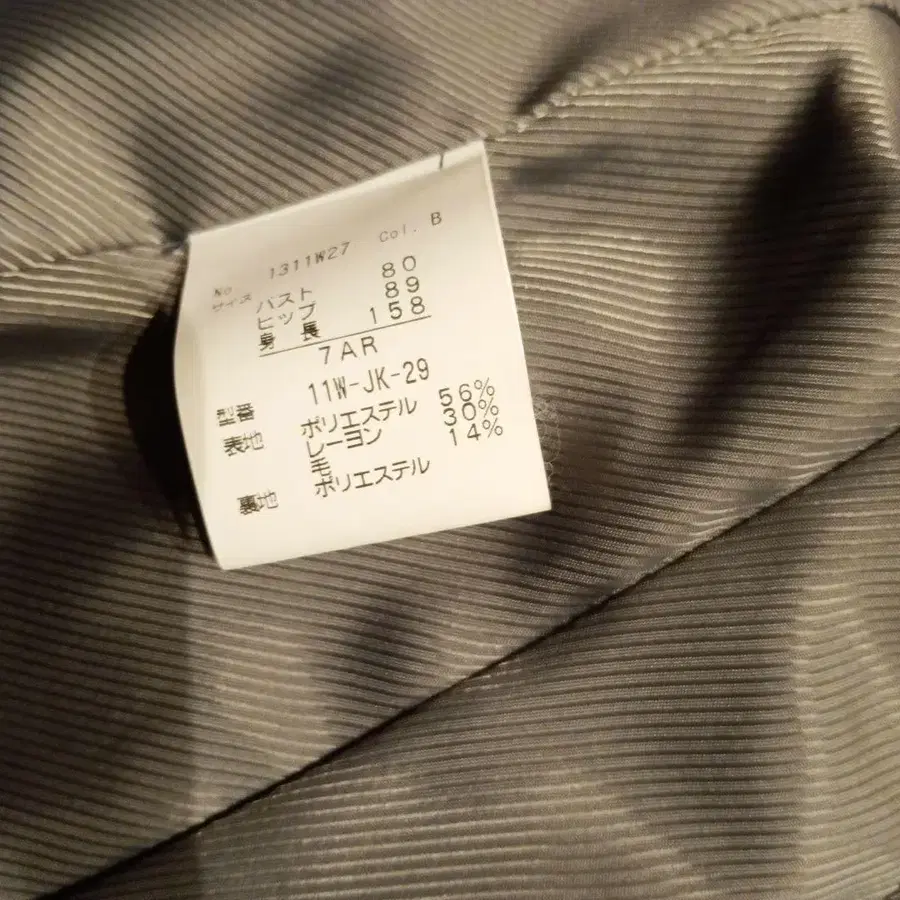 No. 1311W27 Col. B
サイズ
バスト 80
ヒップ 89
身長 158
7AR
型番 11W-JK-29
表地 ポリエステル 56%
レーヨン 30%
毛 14%
裏地 ポリエステル